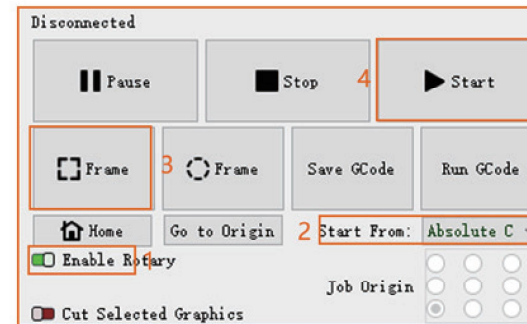 Disconnected
Pause
Stop
4
Start
Frame
3
Frame
Save GCode
Run GCode
Home
Go to Origin
2
Start From:
Absolute C
Enable Rotary
1
Job Origin
Cut Selected Graphics